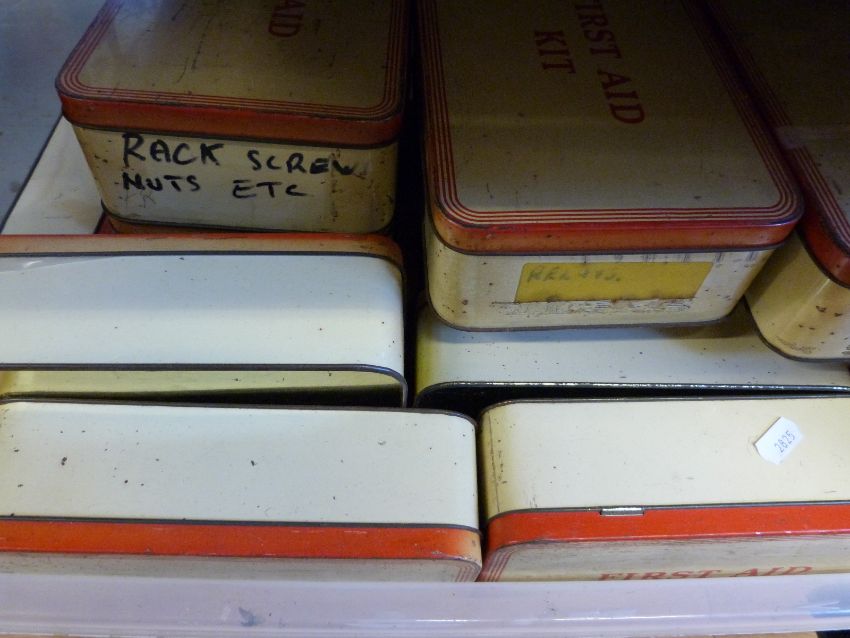 AID
FIRST AID
KIT
RACK SCREW
NUTS ETC
2825
FIRST AID